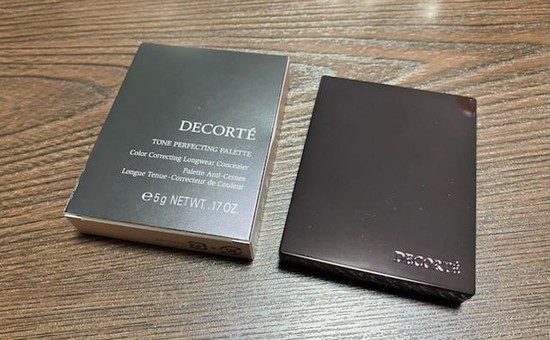 DECORTÉ
TONE PERFECTING PALETTE
Color Correcting Longwear Concealer
Palette Anti-Cernes
Longue Tenue-Correcteur de Couleur
℮5g NET WT. .17 OZ.
DECORTÉ